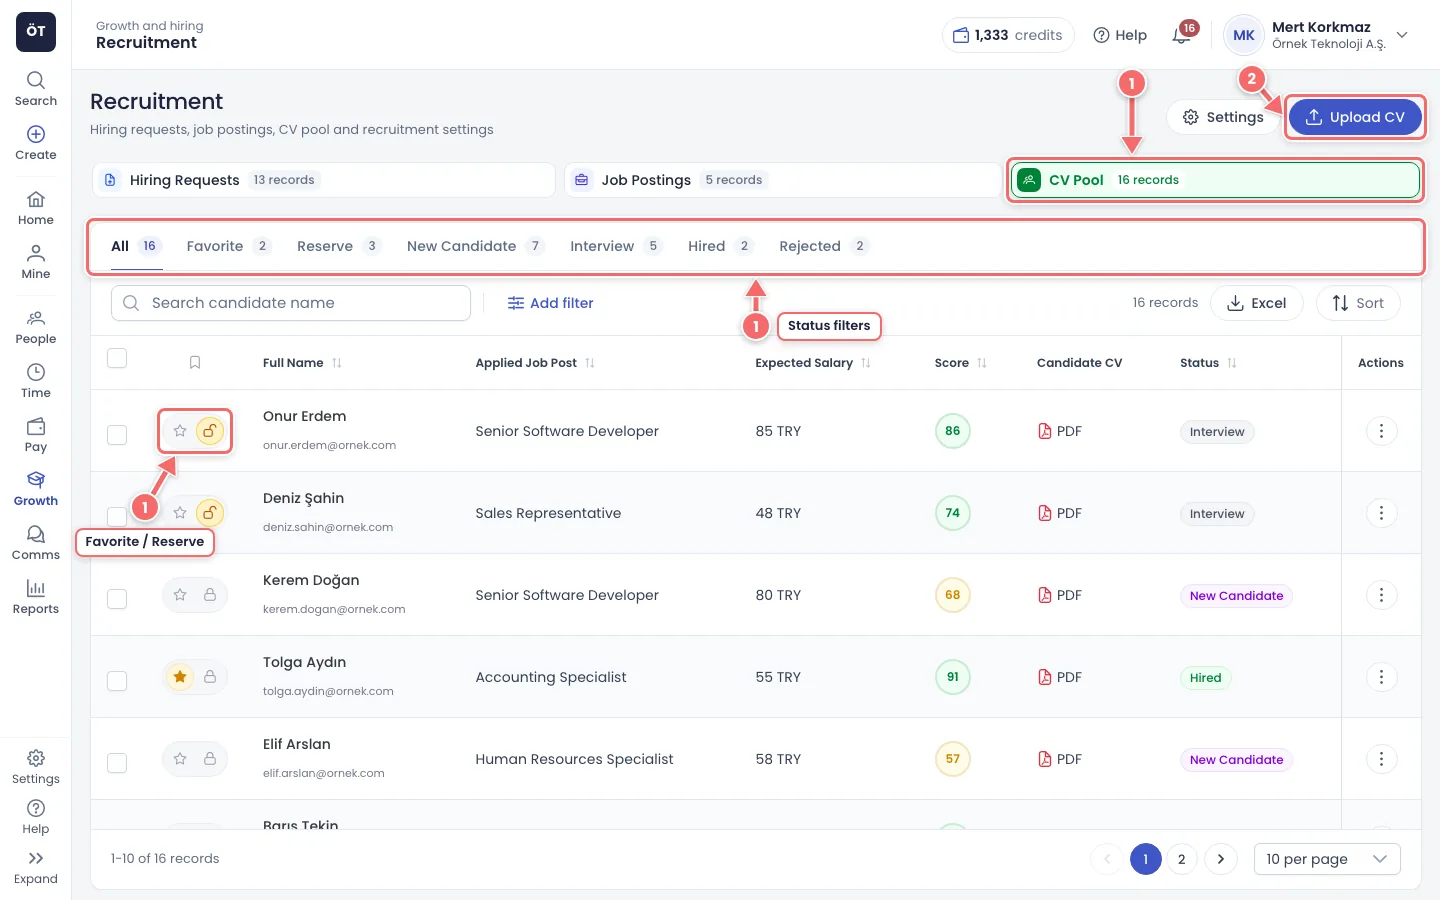 ÖT
Search
Create
Home
Mine
People
Time
Pay
Growth
Comms
Reports
Settings
Help
Expand
Growth and hiring
Recruitment
1,333 credits
Help
16
MK
Mert Korkmaz
Örnek Teknoloji A.Ş.
Recruitment
Hiring requests, job postings, CV pool and recruitment settings
1
2
Settings
Upload CV
Hiring Requests 13 records
Job Postings 5 records
CV Pool 16 records
All 16 Favorite 2 Reserve 3 New Candidate 7 Interview 5 Hired 2 Rejected 2
Search candidate name
Add filter
1 Status filters
16 records
Excel
Sort
Full Name Applied Job Post Expected Salary Score Candidate CV Status Actions
Onur Erdem
onur.erdem@ornek.com
Senior Software Developer 85 TRY 86 PDF Interview
1
Favorite / Reserve
Deniz Şahin
deniz.sahin@ornek.com
Sales Representative 48 TRY 74 PDF Interview
Kerem Doğan
kerem.dogan@ornek.com
Senior Software Developer 80 TRY 68 PDF New Candidate
Tolga Aydın
tolga.aydin@ornek.com
Accounting Specialist 55 TRY 91 PDF Hired
Elif Arslan
elif.arslan@ornek.com
Human Resources Specialist 58 TRY 57 PDF New Candidate
Barış Tekin
1-10 of 16 records
1 2
10 per page